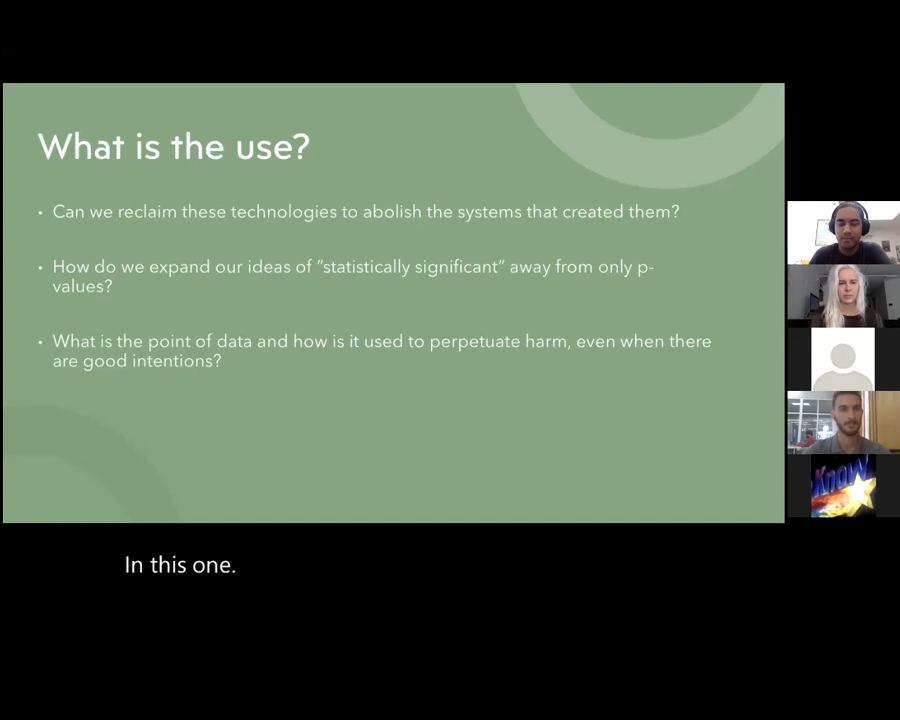 What is the use?
• Can we reclaim these technologies to abolish the systems that created them?
• How do we expand our ideas of “statistically significant” away from only p-
values?
• What is the point of data and how is it used to perpetuate harm, even when there
are good intentions?
Know
In this one.